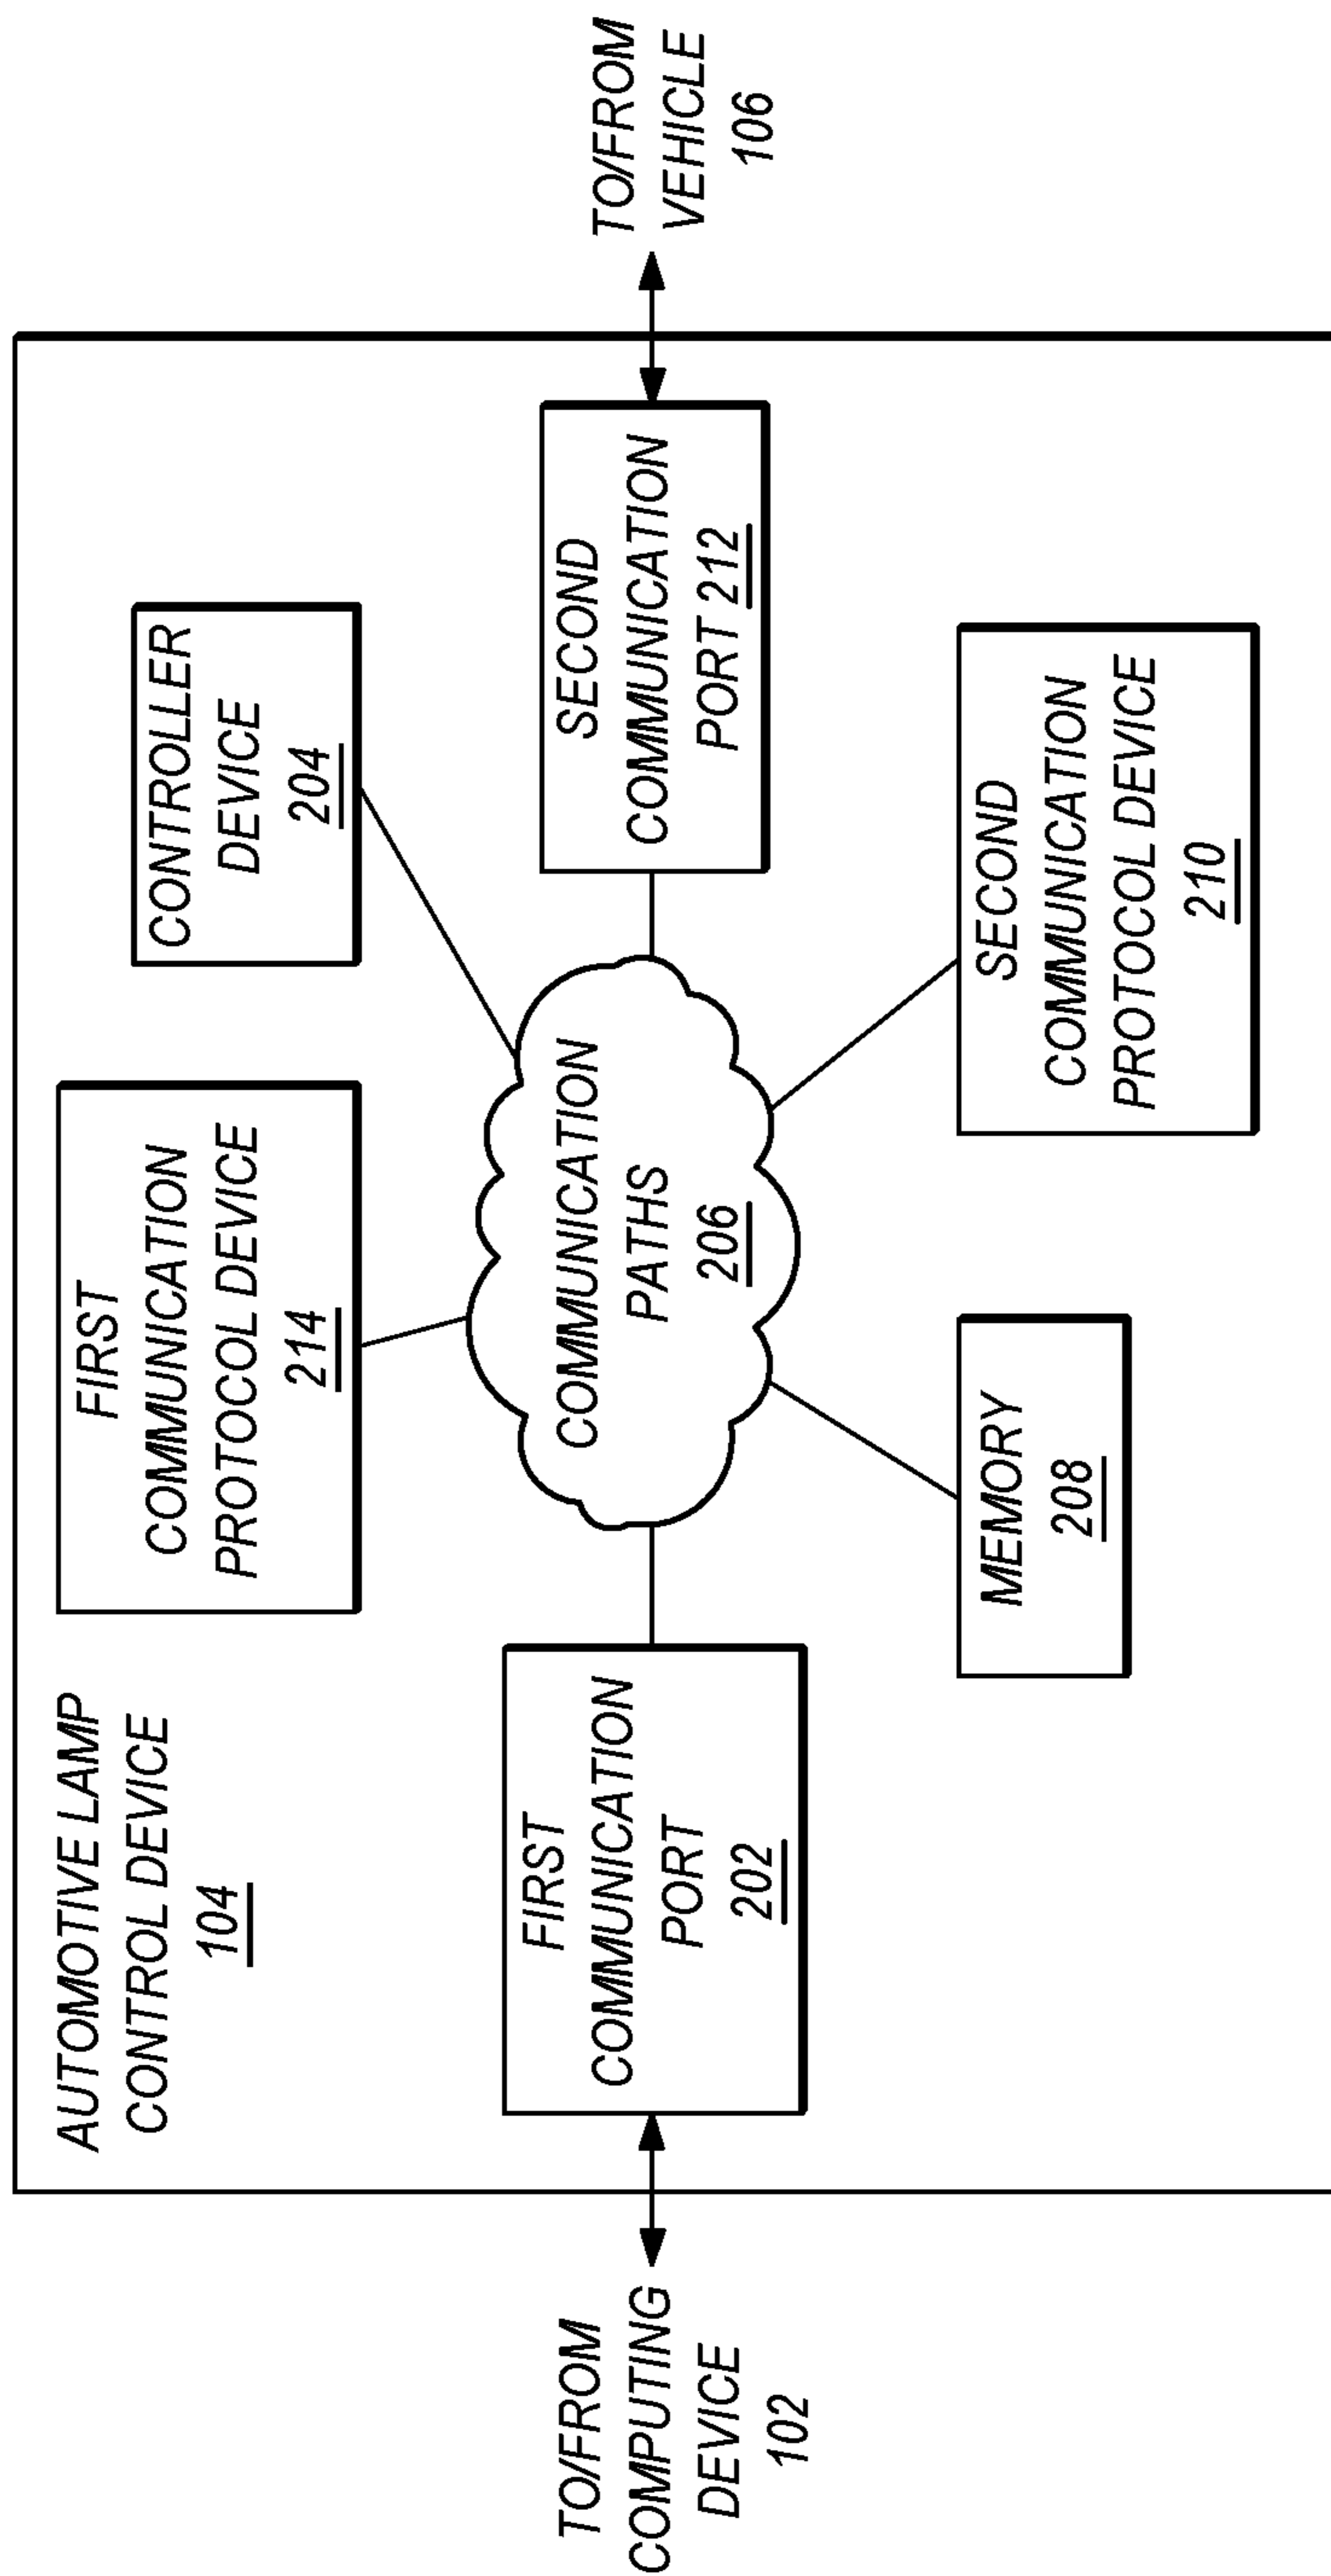 AUTOMOTIVE LAMP
CONTROL DEVICE
104
FIRST
COMMUNICATION
PROTOCOL DEVICE
214
CONTROLLER
DEVICE
204
TO/FROM
COMPUTING
DEVICE
102
FIRST
COMMUNICATION
PORT
202
COMMUNICATION
PATHS
206
SECOND
COMMUNICATION
PORT 212
TO/FROM
VEHICLE
106
MEMORY
208
SECOND
COMMUNICATION
PROTOCOL DEVICE
210